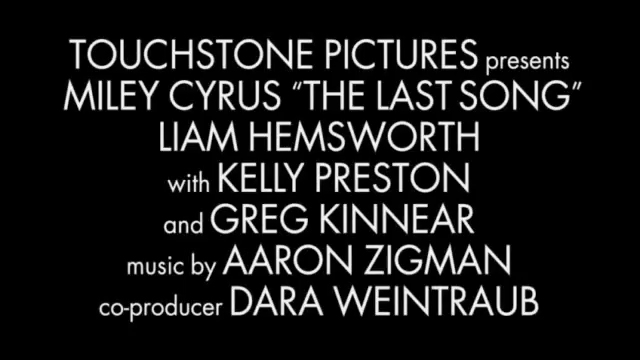 TOUCHSTONE PICTURES presents
MILEY CYRUS “THE LAST SONG”
LIAM HEMSWORTH
with KELLY PRESTON
and GREG KINNEAR
music by AARON ZIGMAN
co-producer DARA WEINTRAUB